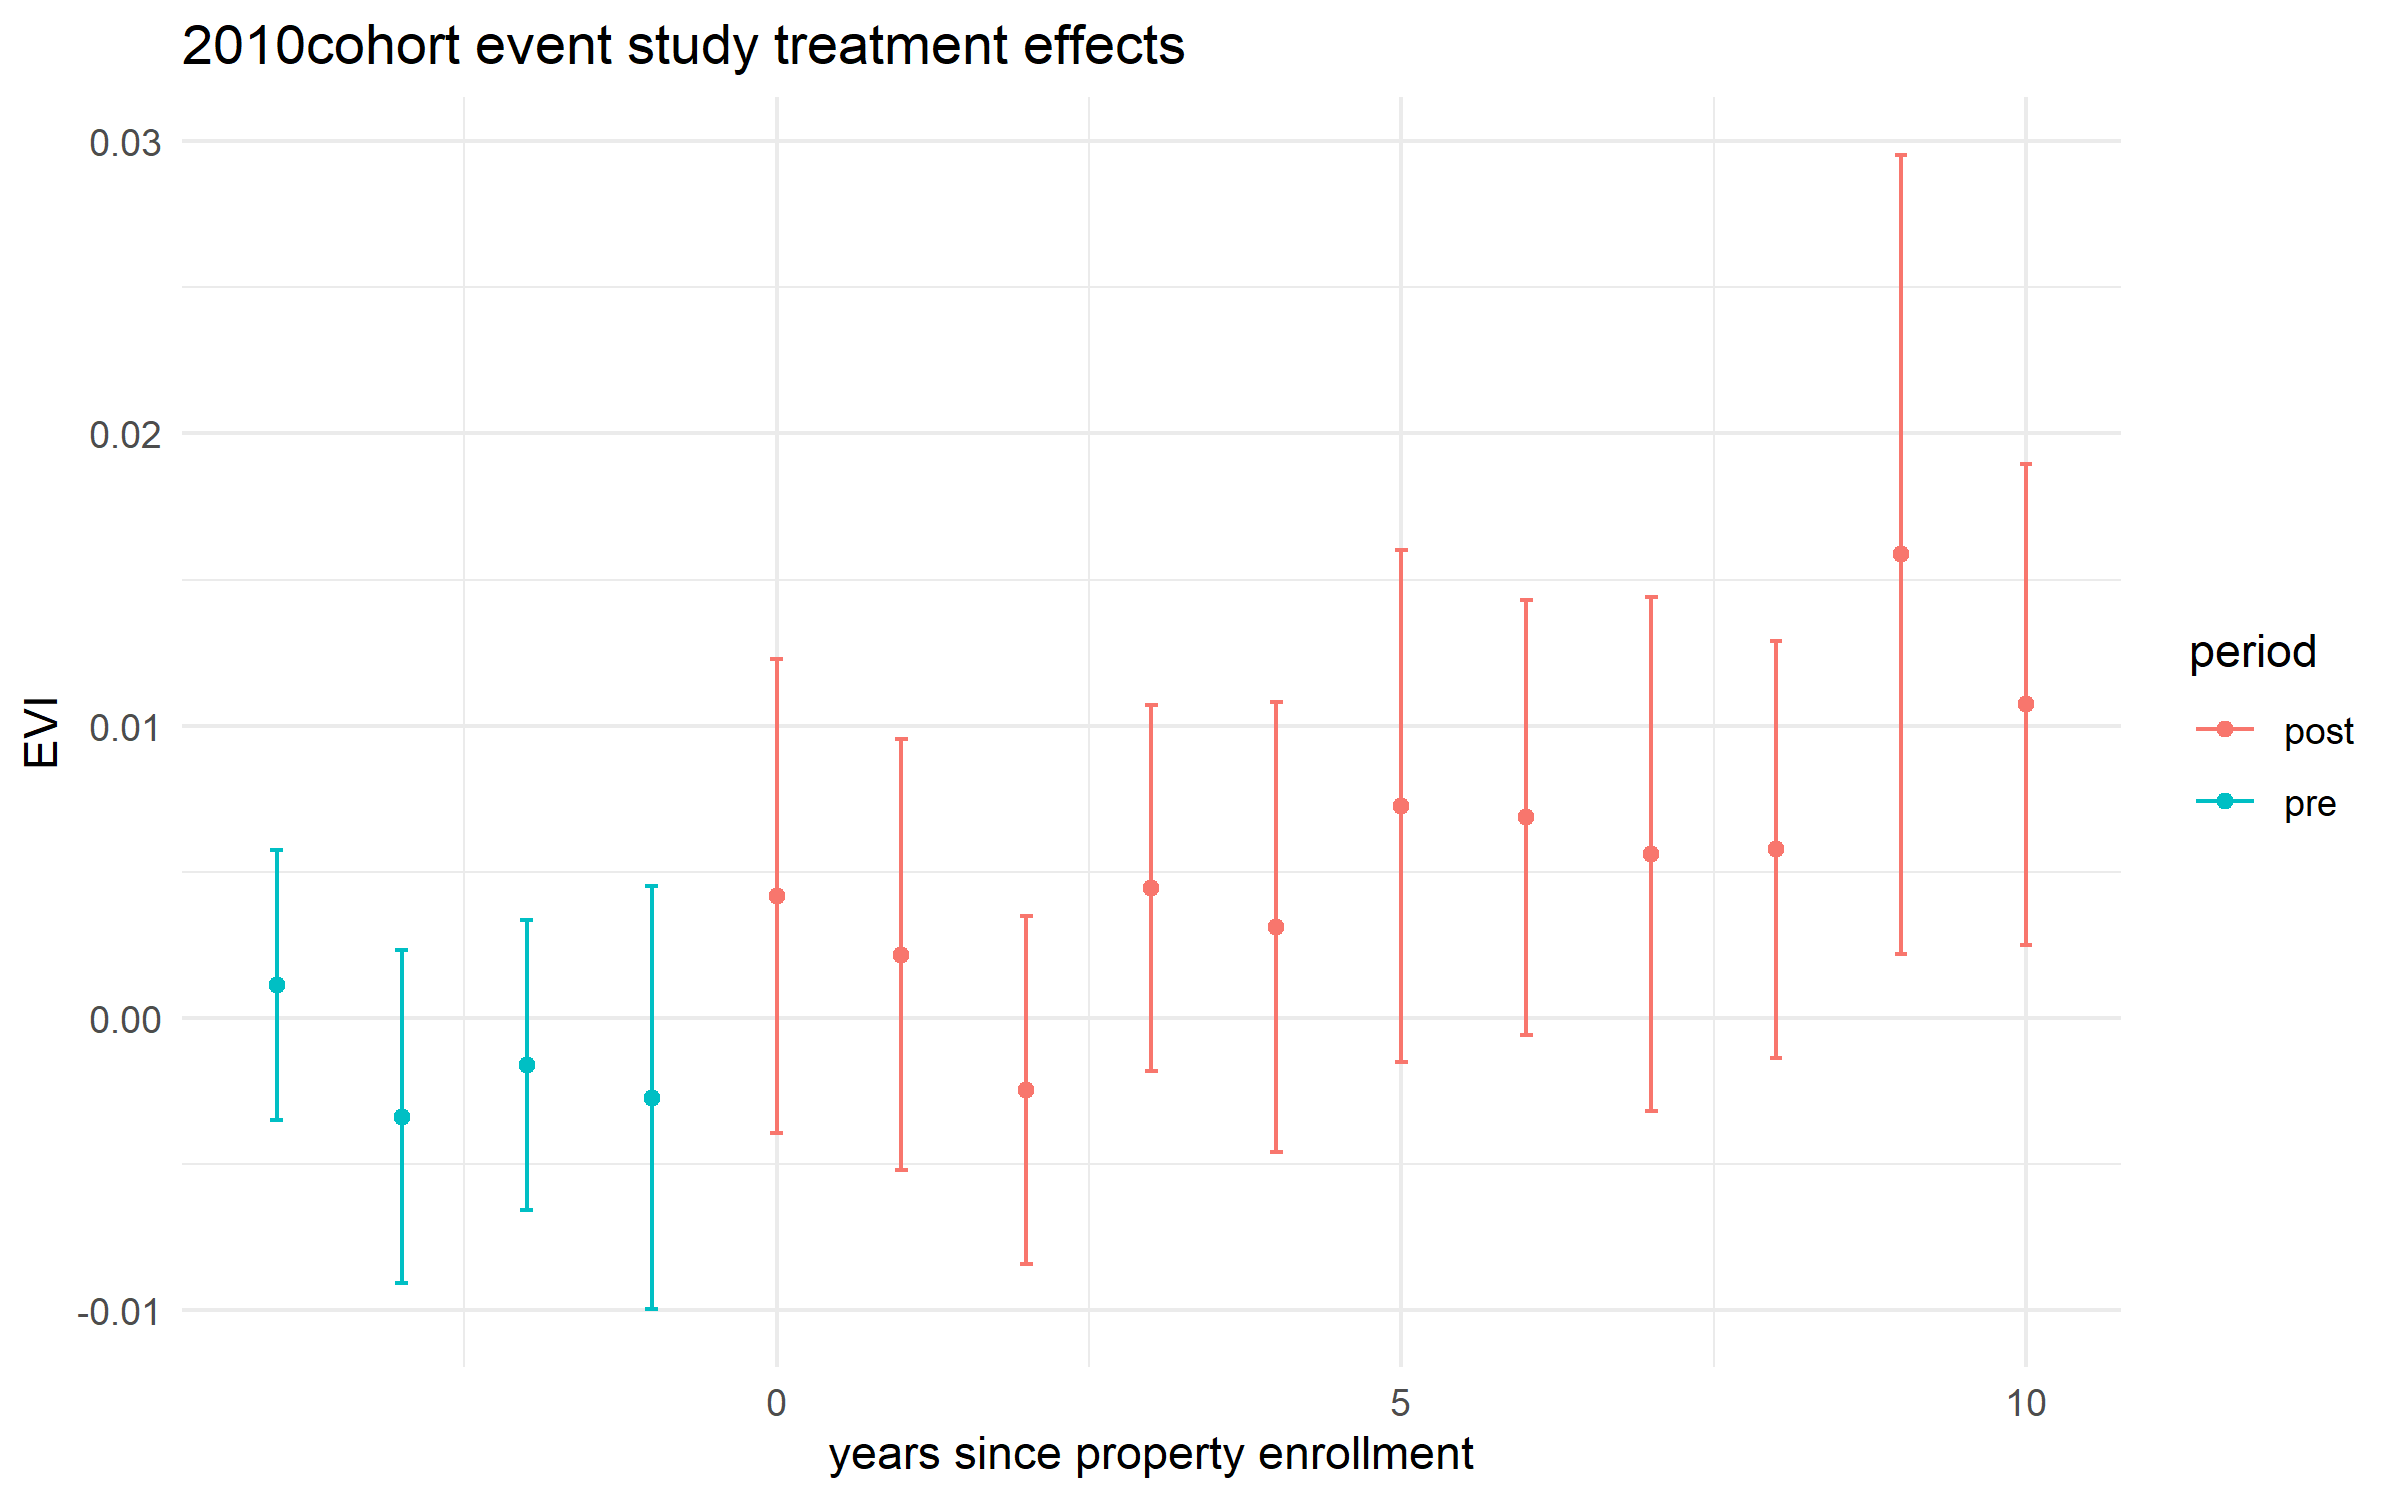 2010cohort event study treatment effects
0.03
0.02
0.01
0.00
-0.01
EVI
0 5 10
years since property enrollment
period
post
pre